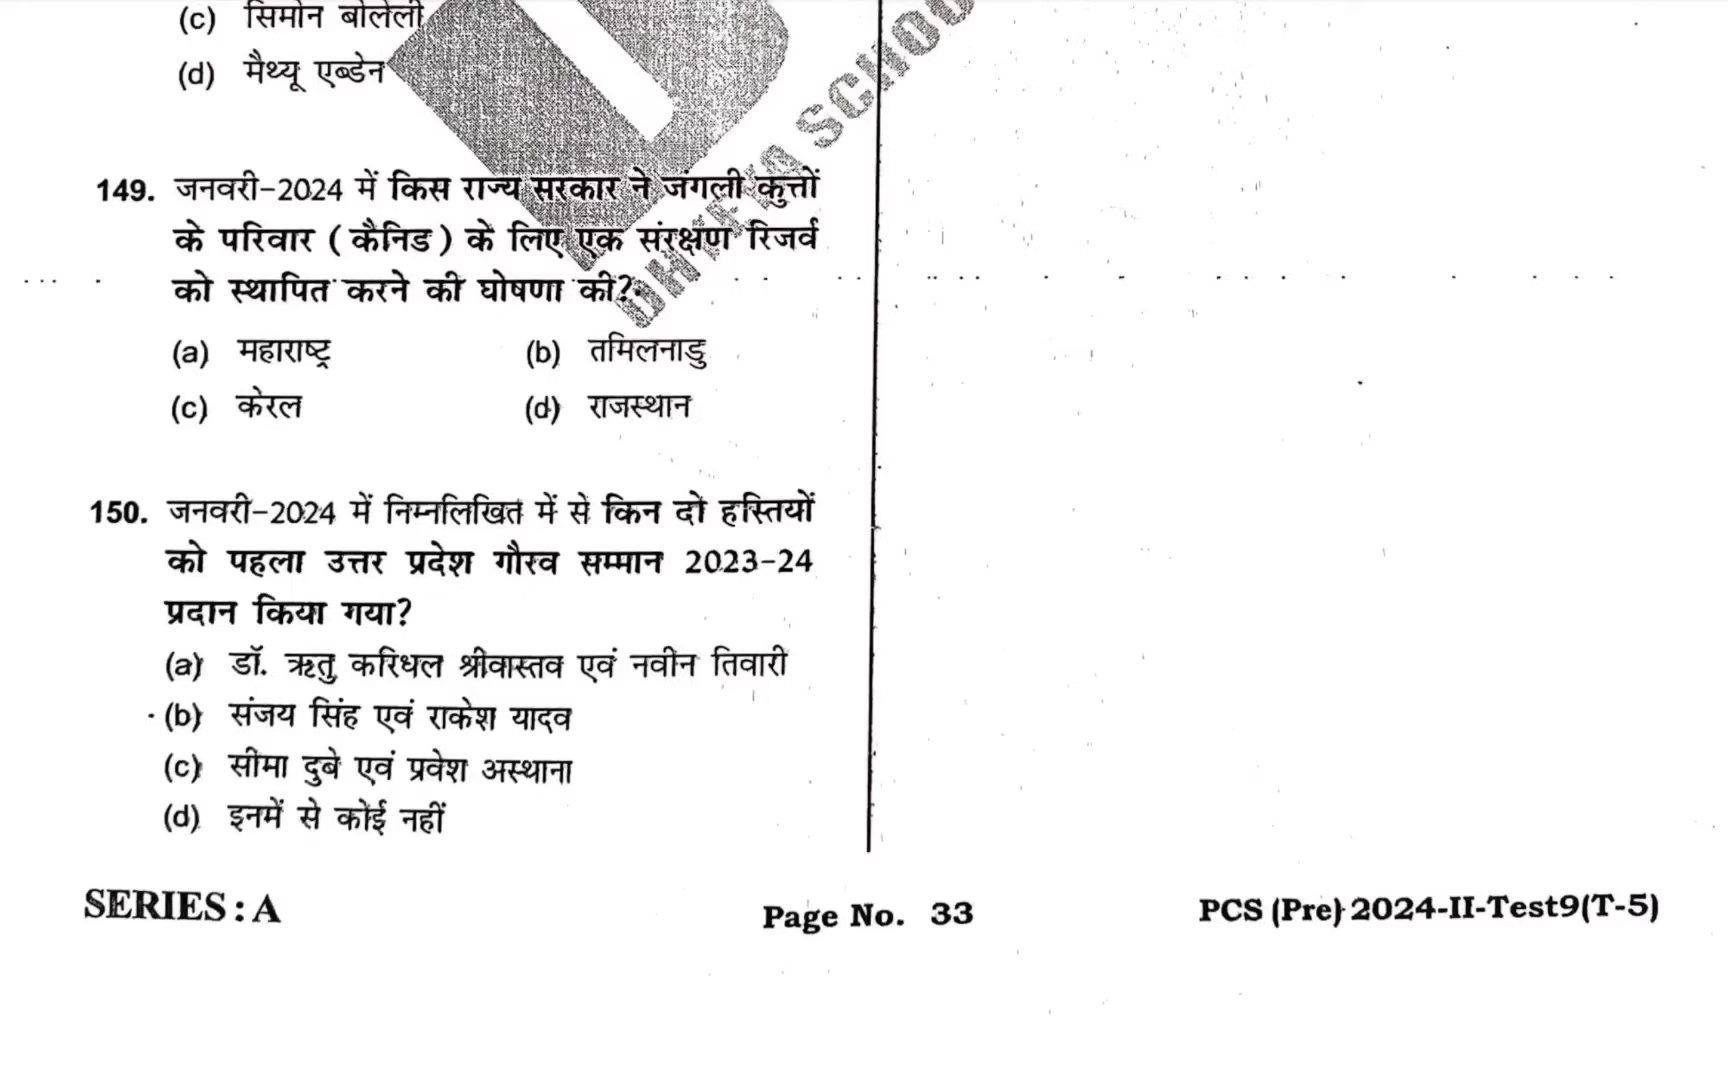 (c) सिमोन बोलेली
(d) मैथ्यू एब्डेन
149. जनवरी-2024 में किस राज्य सरकार ने जंगली कुत्तों
के परिवार (कैनिड) के लिए एक संरक्षण रिजर्व
को स्थापित करने की घोषणा की?
(a) महाराष्ट्र (b) तमिलनाडु
(c) केरल (d) राजस्थान
150. जनवरी-2024 में निम्नलिखित में से किन दो हस्तियों
को पहला उत्तर प्रदेश गौरव सम्मान 2023-24
प्रदान किया गया?
(a) डॉ. ऋतु करिधल श्रीवास्तव एवं नवीन तिवारी
(b) संजय सिंह एवं राकेश यादव
(c) सीमा दुबे एवं प्रवेश अस्थाना
(d) इनमें से कोई नहीं
SERIES : A Page No. 33 PCS (Pre) 2024-II-Test9(T-5)